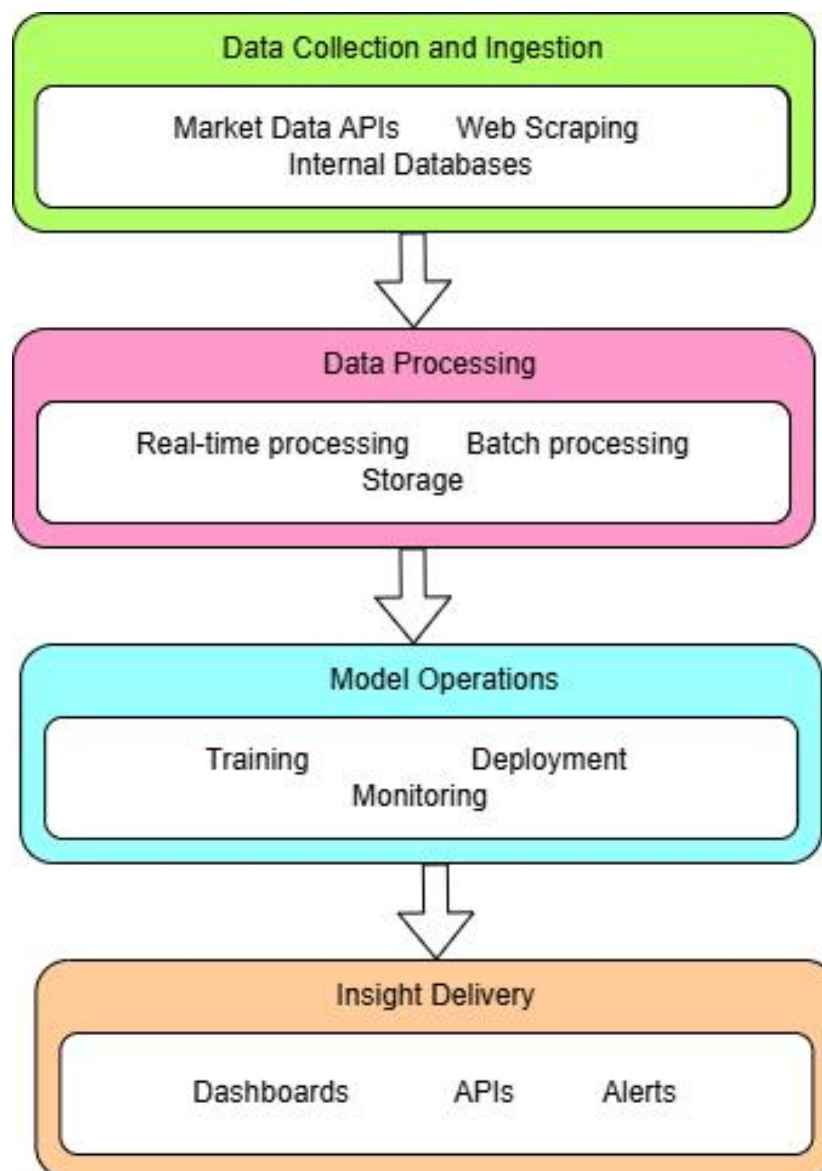 Data Collection and Ingestion
Market Data APIs Web Scraping
Internal Databases
Data Processing
Real-time processing Batch processing
Storage
Model Operations
Training Deployment
Monitoring
Insight Delivery
Dashboards APIs Alerts